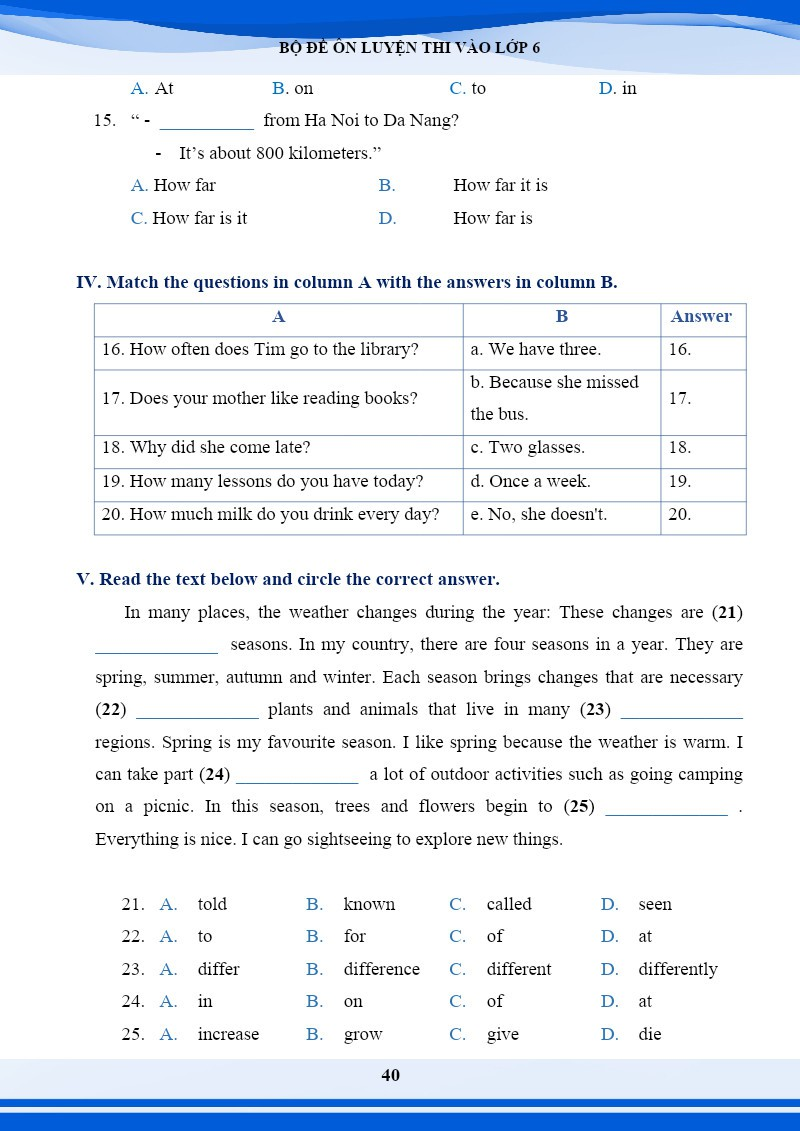 BỘ ĐỀ ÔN LUYỆN THI VÀO LỚP 6
A. At B. on C. to D. in
15. “ - __________ from Ha Noi to Da Nang?
- It’s about 800 kilometers.”
A. How far B. How far it is
C. How far is it D. How far is
IV. Match the questions in column A with the answers in column B.
A B Answer
16. How often does Tim go to the library? a. We have three. 16.
17. Does your mother like reading books? b. Because she missed
the bus. 17.
18. Why did she come late? c. Two glasses. 18.
19. How many lessons do you have today? d. Once a week. 19.
20. How much milk do you drink every day? e. No, she doesn't. 20.
V. Read the text below and circle the correct answer.
In many places, the weather changes during the year: These changes are (21)
_____________ seasons. In my country, there are four seasons in a year. They are
spring, summer, autumn and winter. Each season brings changes that are necessary
(22) _____________ plants and animals that live in many (23) _____________
regions. Spring is my favourite season. I like spring because the weather is warm. I
can take part (24) _____________ a lot of outdoor activities such as going camping
on a picnic. In this season, trees and flowers begin to (25) _____________ .
Everything is nice. I can go sightseeing to explore new things.
21. A. told B. known C. called D. seen
22. A. to B. for C. of D. at
23. A. differ B. difference C. different D. differently
24. A. in B. on C. of D. at
25. A. increase B. grow C. give D. die
40